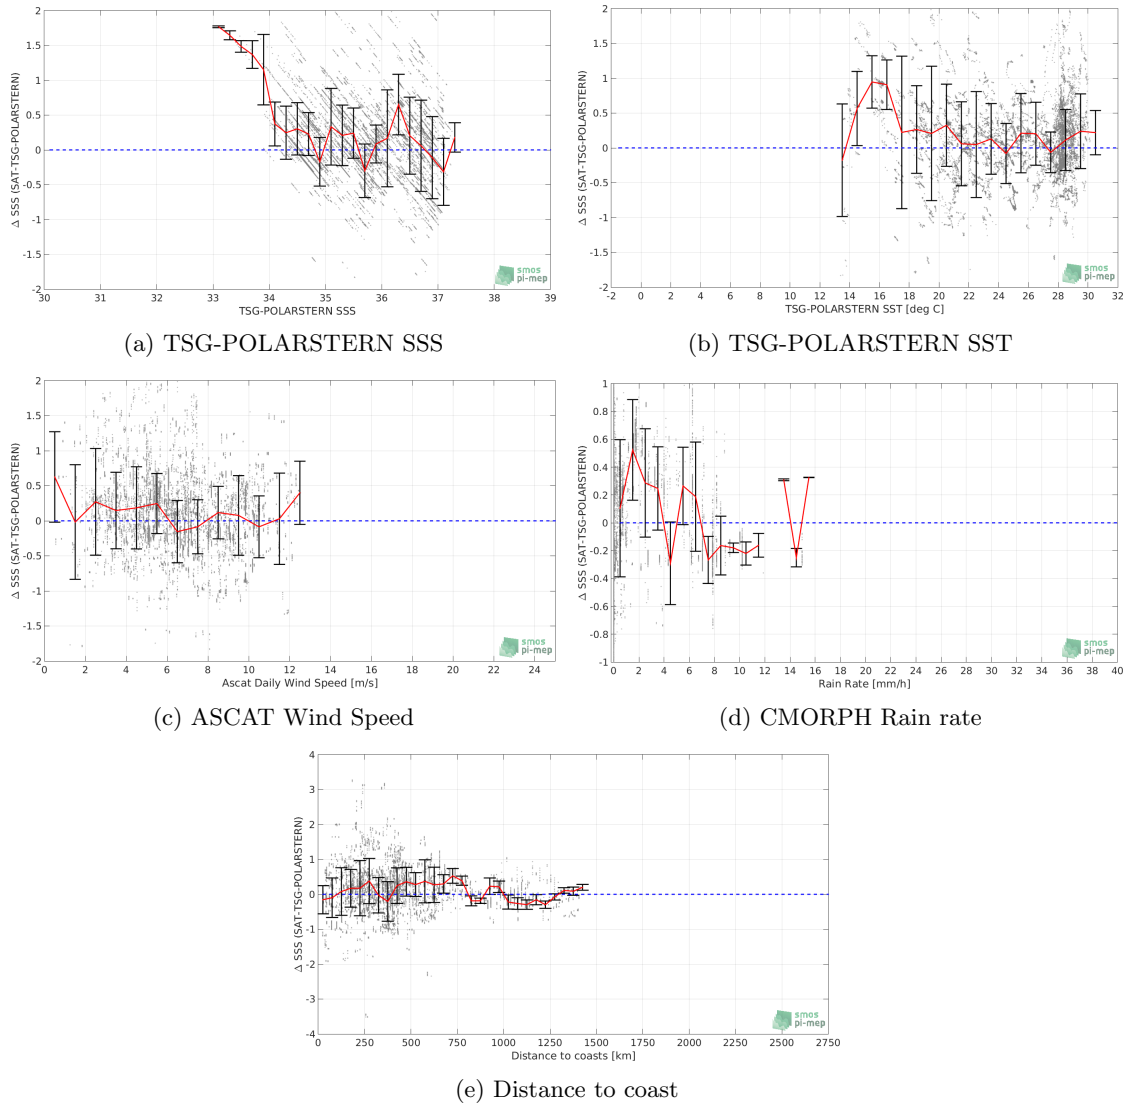 2
1.5
1
0.5
0
-0.5
-1
-1.5
-2
Δ SSS (SAT-TSG-POLARSTERN)
30 31 32 33 34 35 36 37 38 39
TSG-POLARSTERN SSS
smos
pi-mep
(a) TSG-POLARSTERN SSS
2
1.5
1
0.5
0
-0.5
-1
-1.5
-2
Δ SSS (SAT-TSG-POLARSTERN)
-2 0 2 4 6 8 10 12 14 16 18 20 22 24 26 28 30 32
TSG-POLARSTERN SST [deg C]
smos
pi-mep
(b) TSG-POLARSTERN SST
2
1.5
1
0.5
0
-0.5
-1
-1.5
-2
Δ SSS (SAT-TSG-POLARSTERN)
2 4 6 8 10 12 14 16 18 20 22 24
Ascat Daily Wind Speed [m/s]
smos
pi-mep
(c) ASCAT Wind Speed
1
0.8
0.6
0.4
0.2
0
-0.2
-0.4
-0.6
-0.8
-1
Δ SSS (SAT-TSG-POLARSTERN)
0 2 4 6 8 10 12 14 16 18 20 22 24 26 28 30 32 34 36 38 40
Rain Rate [mm/h]
smos
pi-mep
(d) CMORPH Rain rate
4
3
2
1
0
-1
-2
-3
-4
Δ SSS (SAT-TSG-POLARSTERN)
0 250 500 750 1000 1250 1500 1750 2000 2250 2500 2750
Distance to coasts [km]
smos
pi-mep
(e) Distance to coast